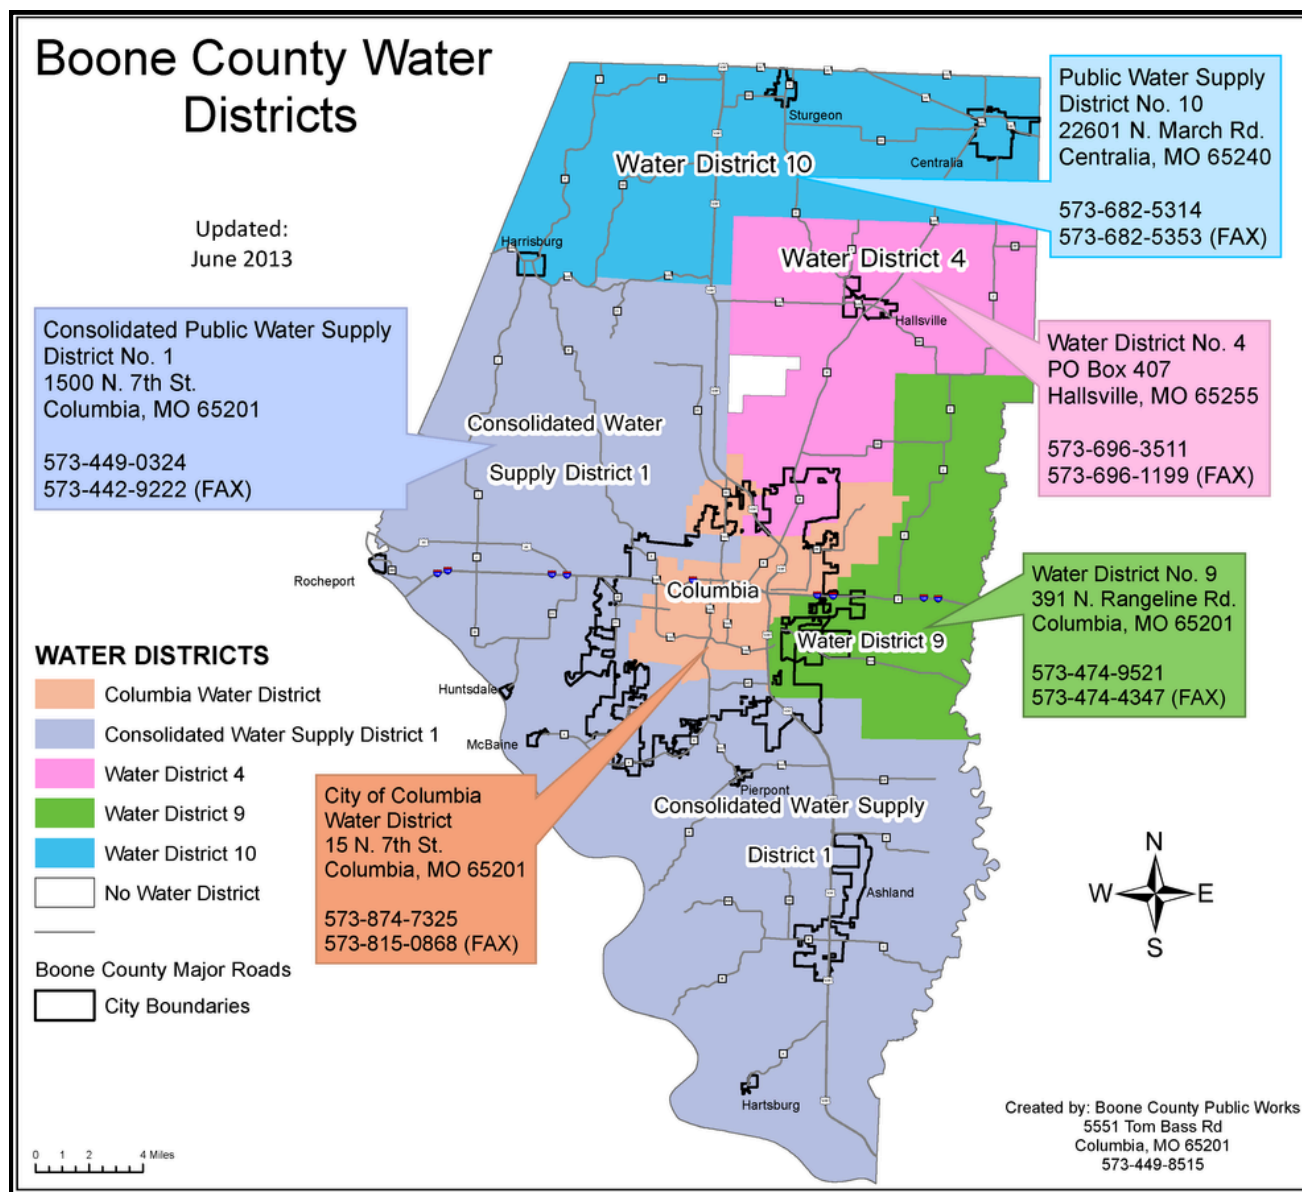 Boone County Water
Districts
Updated:
June 2013
Public Water Supply
District No. 10
22601 N. March Rd.
Centralia, MO 65240
573-682-5314
573-682-5353 (FAX)
Sturgeon
Centralia
Water District 10
Harrisburg
Water District 4
Hallsville
Consolidated Public Water Supply
District No. 1
1500 N. 7th St.
Columbia, MO 65201
573-449-0324
573-442-9222 (FAX)
Water District No. 4
PO Box 407
Hallsville, MO 65255
573-696-3511
573-696-1199 (FAX)
Consolidated Water
Supply District 1
Rocheport
Columbia
Water District 9
Water District No. 9
391 N. Rangeline Rd.
Columbia, MO 65201
573-474-9521
573-474-4347 (FAX)
Huntsdale
McBaine
WATER DISTRICTS
Columbia Water District
Consolidated Water Supply District 1
Water District 4
Water District 9
Water District 10
No Water District
Boone County Major Roads
City Boundaries
City of Columbia
Water District
15 N. 7th St.
Columbia, MO 65201
573-874-7325
573-815-0868 (FAX)
Pierpont
Consolidated Water Supply
District 1
Ashland
Hartsburg
N
W E
S
0 1 2 4 Miles
Created by: Boone County Public Works
5551 Tom Bass Rd
Columbia, MO 65201
573-449-8515